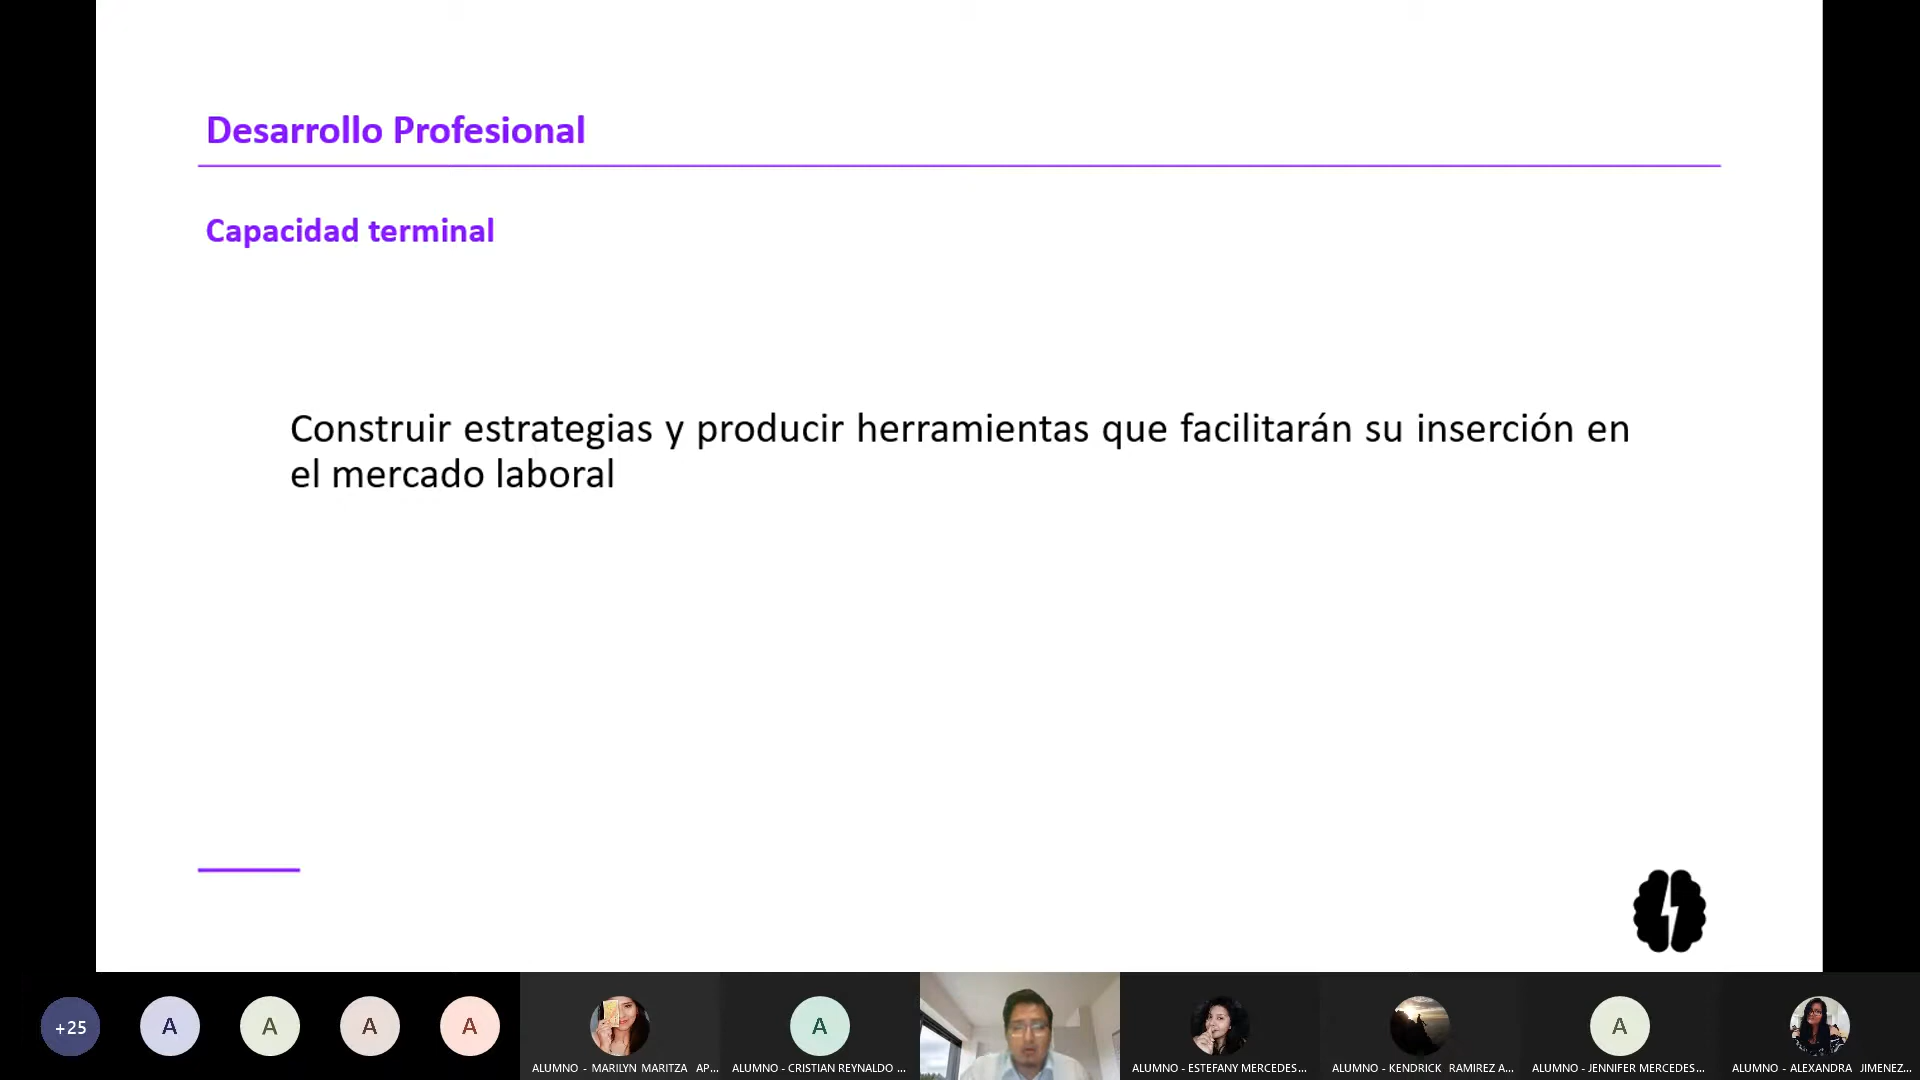 Desarrollo Profesional
Capacidad terminal
Construir estrategias y producir herramientas que facilitarán su inserción en
el mercado laboral
+25
A
A
A
A
A
A
ALUMNO - MARILYN MARITZA AP...
ALUMNO - CRISTIAN REYNALDO ...
ALUMNO - ESTEFANY MERCEDES...
ALUMNO - KENDRICK RAMIREZ A...
ALUMNO - JENNIFER MERCEDES...
ALUMNO - ALEXANDRA JIMENEZ...